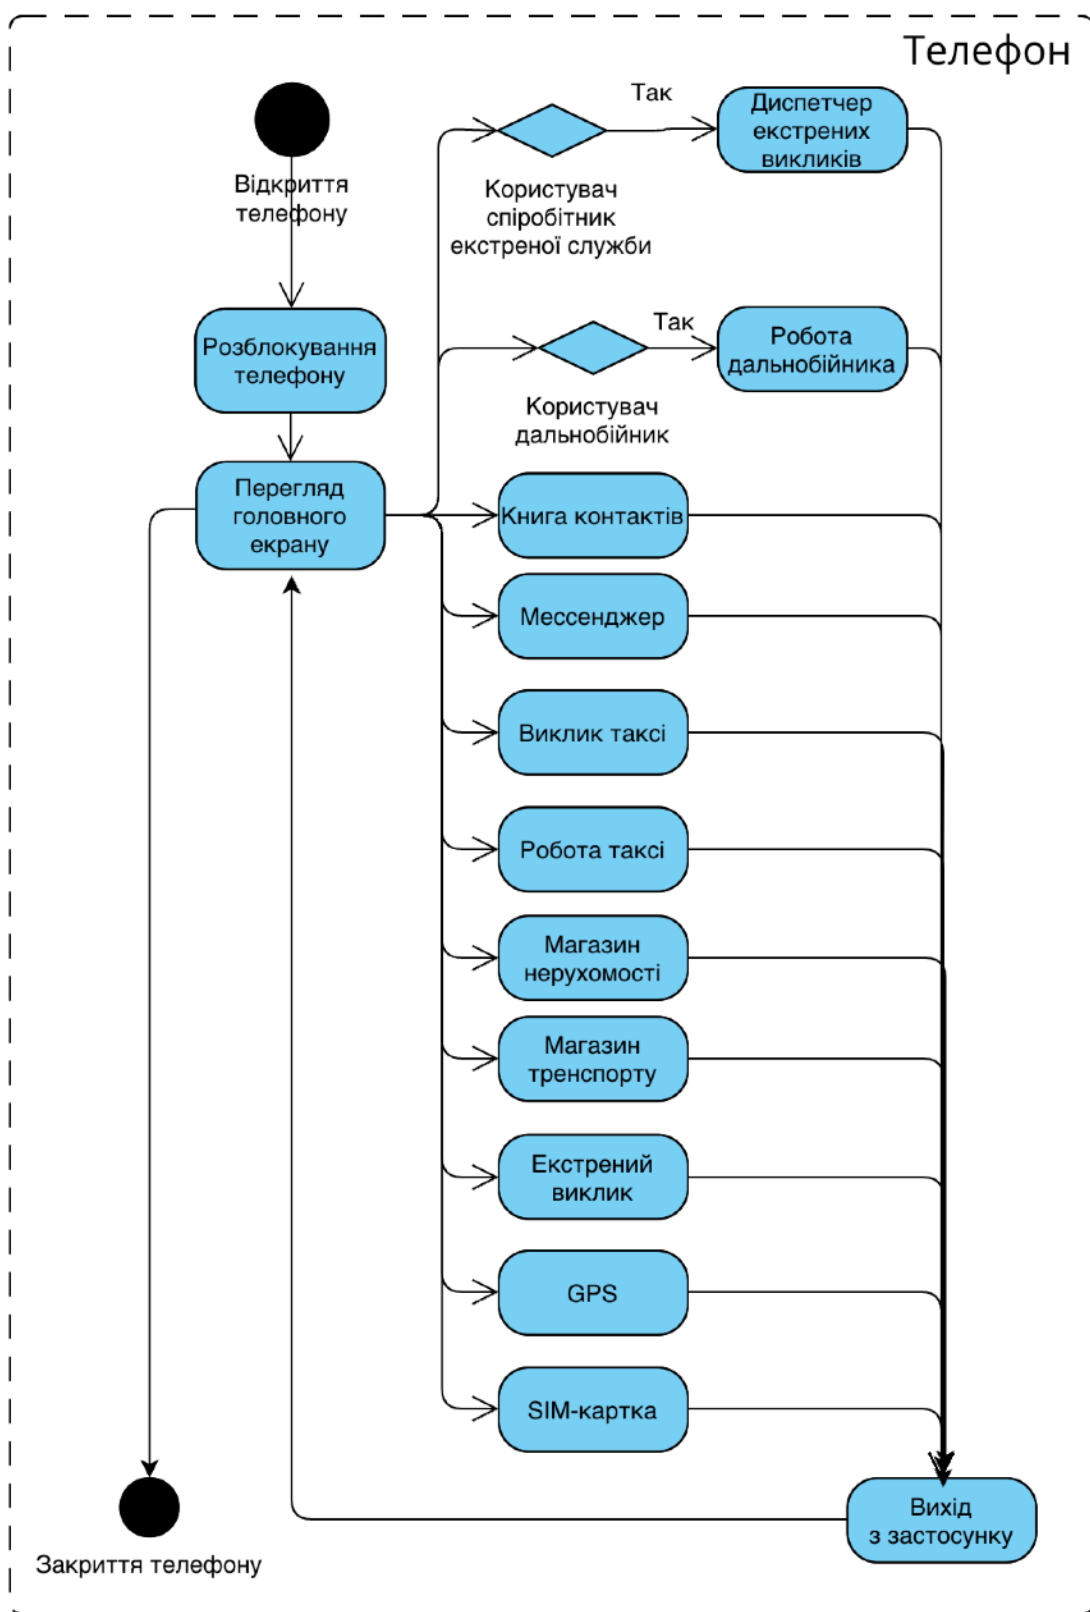 Телефон
Відкриття
телефону
Розблокування
телефону
Перегляд
головного
екрану
Так
Користувач
спіробітник
екстреної служби
Диспетчер
екстрених
викликів
Так
Користувач
дальнобійник
Робота
дальнобійника
Книга контактів
Мессенджер
Виклик таксі
Робота таксі
Магазин
нерухомості
Магазин
тренспорту
Екстрений
виклик
GPS
SIM-картка
Вихід
з застосунку
Закриття телефону